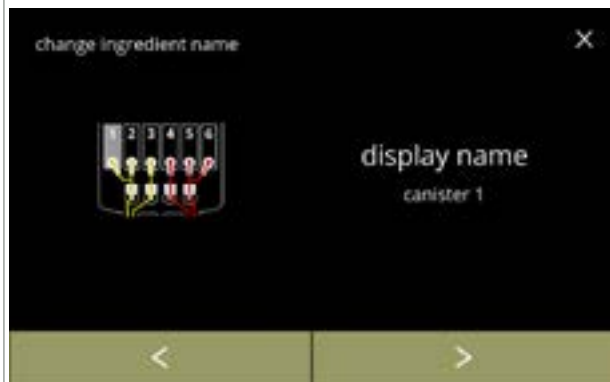 change ingredient name
×
1 2 3 4 5 6
display name
canister 1
<
>